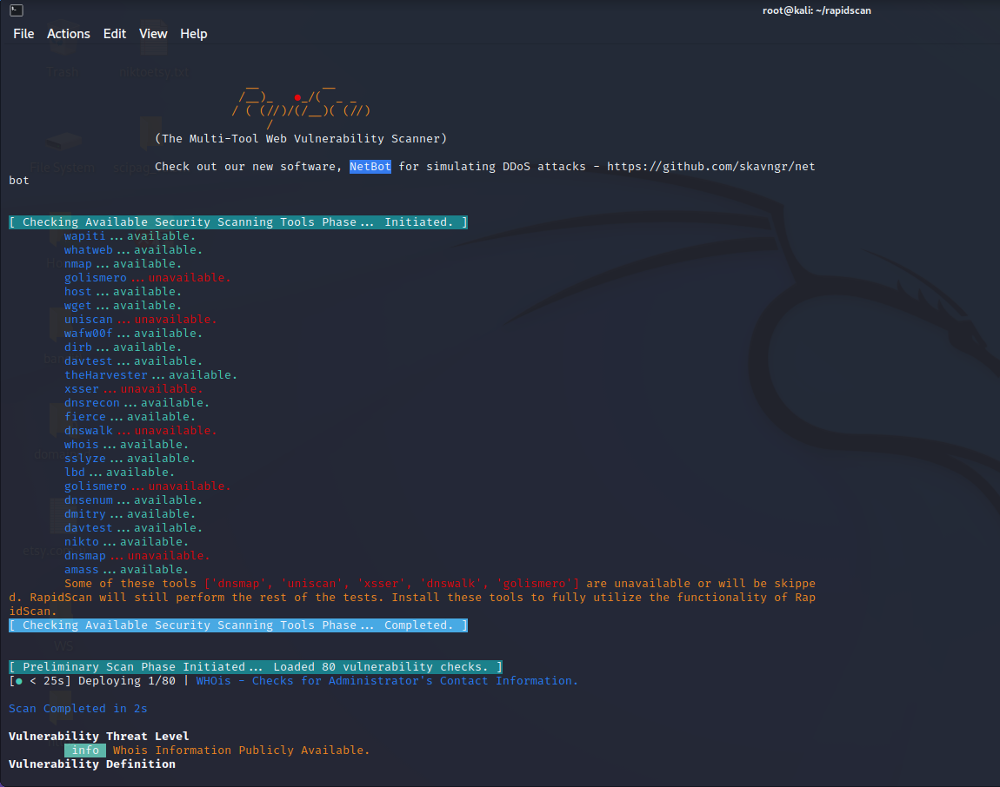 root@kali: ~/rapidscan
File Actions Edit View Help
(The Multi-Tool Web Vulnerability Scanner)
Check out our new software, NetBot for simulating DDoS attacks - https://github.com/skavngr/net
bot
[ Checking Available Security Scanning Tools Phase... Initiated. ]
wapiti...available.
whatweb...available.
nmap...available.
golismero...unavailable.
host...available.
wget...available.
uniscan...unavailable.
wafw00f...available.
dirb...available.
davtest...available.
theHarvester...available.
xsser...unavailable.
dnsrecon...available.
fierce...available.
dnswalk...unavailable.
whois...available.
sslyze...available.
lbd...available.
golismero...unavailable.
dnsenum...available.
dmitry...available.
davtest...available.
nikto...available.
dnsmap...unavailable.
amass...available.
Some of these tools ['dnsmap', 'uniscan', 'xsser', 'dnswalk', 'golismero'] are unavailable or will be skippe
d. RapidScan will still perform the rest of the tests. Install these tools to fully utilize the functionality of Rap
idScan.
[ Checking Available Security Scanning Tools Phase... Completed. ]
[ Preliminary Scan Phase Initiated... Loaded 80 vulnerability checks. ]
[● < 25s] Deploying 1/80 | WHOis - Checks for Administrator's Contact Information.
Scan Completed in 2s
Vulnerability Threat Level
info Whois Information Publicly Available.
Vulnerability Definition
Trash
File System
WS